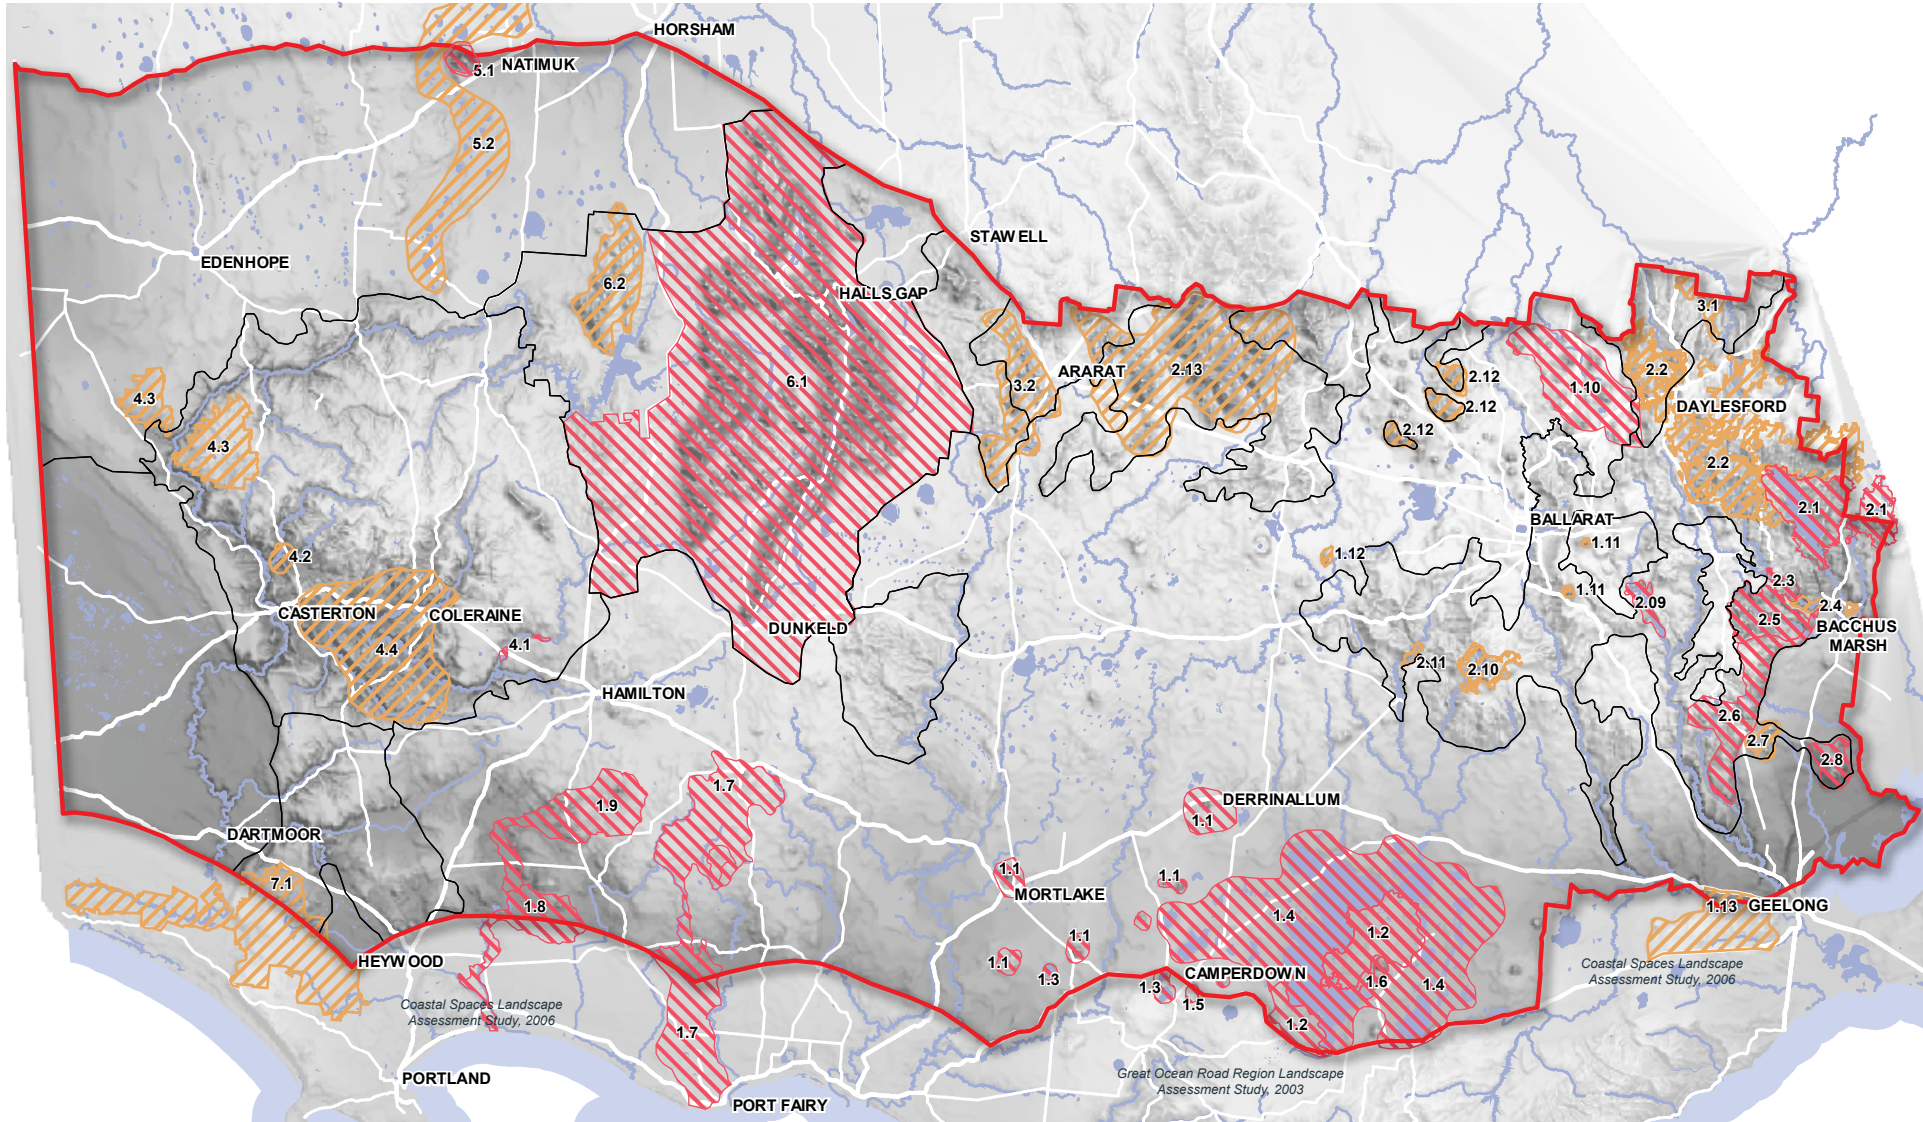 HORSHAM
NATIMUK
5.1
5.2
STAWELL
EDENHOPE
6.2
HALLS GAP
3.1
6.1
ARARAT
3.2
2.13
2.12
2.12
2.12
1.10
2.2
DAYLESFORD
4.3
4.3
2.2
2.1
2.1
BALLARAT
1.11
1.12
4.2
1.11
2.09
2.3
2.4
2.5
BACCHUS
MARSH
CASTERTON
COLERAINE
4.1
4.4
DUNKELD
2.11
2.10
HAMILTON
2.6
2.7
2.8
1.9
1.7
DERRINALLUM
1.1
DARTMOOR
7.1
1.1
MORTLAKE
1.1
1.8
1.4
1.2
1.13
GEELONG
HEYWOOD
1.1
1.1
1.3
1.3
CAMPERDOWN
1.5
1.6
1.4
1.2
Coastal Spaces Landscape
Assessment Study, 2006
Coastal Spaces Landscape
Assessment Study, 2006
1.7
PORTLAND
Great Ocean Road Region Landscape
Assessment Study, 2003
PORT FAIRY